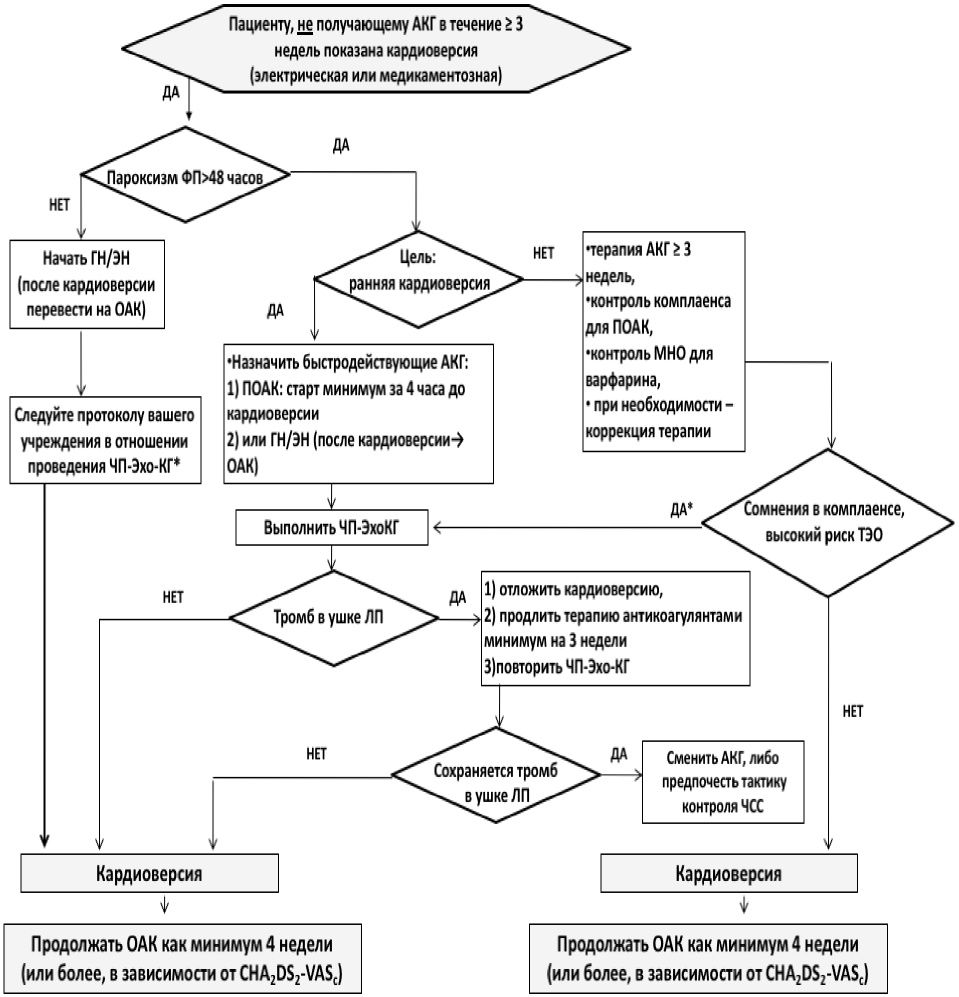 Пациенту, не получающему АКГ в течение ≥ 3
недель показана кардиоверсия
(электрическая или медикаментозная)
ДА
ДА
Пароксизм ФП>48 часов
НЕТ
Начать ГН/ЭН
(после кардиоверсии
перевести на ОАК)
Цель:
ранняя кардиоверсия
НЕТ
•терапия АКГ ≥ 3
недель,
•контроль комплаенса
для ПОАК,
•контроль МНО для
варфарина,
• при необходимости –
коррекция терапии
ДА
•Назначить быстродействующие АКГ:
1) ПОАК: старт минимум за 4 часа до
кардиоверсии
2) или ГН/ЭН (после кардиоверсии→
ОАК)
Следуйте протоколу вашего
учреждения в отношении
проведения ЧП-Эхо-КГ*
Сомнения в комплаенсе,
высокий риск ТЭО
ДА*
Выполнить ЧП-ЭхоКГ
НЕТ
Тромб в ушке ЛП
ДА
1) отложить кардиоверсию,
2) продлить терапию антикоагулянтами
минимум на 3 недели
3)повторить ЧП-Эхо-КГ
НЕТ
НЕТ
Сохраняется тромб
в ушке ЛП
ДА
Сменить АКГ, либо
предпочесть тактику
контроля ЧСС
Кардиоверсия
Кардиоверсия
Продолжать ОАК как минимум 4 недели
(или более, в зависимости от CHA₂DS₂-VASc)
Продолжать ОАК как минимум 4 недели
(или более, в зависимости от CHA₂DS₂-VASc)